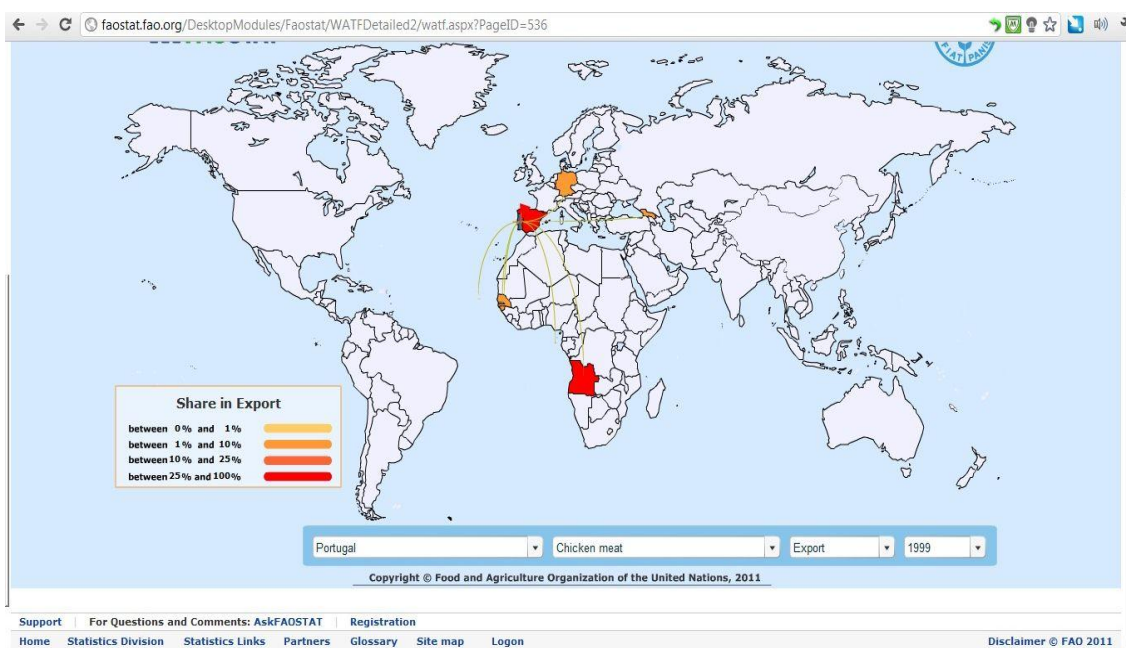 faostat.fao.org/DesktopModules/Faostat/WATFDetailed2/watf.aspx?PageID=536
FIAT PANIS
Share in Export
between 0% and 1%
between 1% and 10%
between 10% and 25%
between 25% and 100%
Portugal Chicken meat Export 1999
Copyright © Food and Agriculture Organization of the United Nations, 2011
Support For Questions and Comments: AskFAOSTAT Registration
Home Statistics Division Statistics Links Partners Glossary Site map Logon Disclaimer © FAO 2011